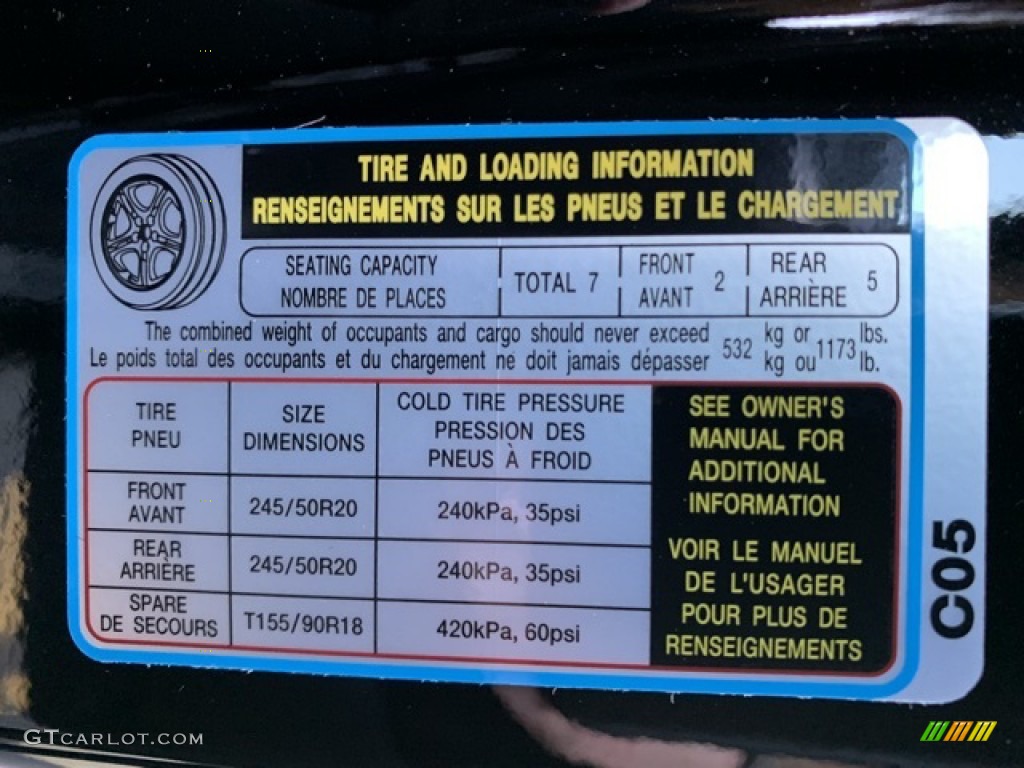 TIRE AND LOADING INFORMATION
RENSEIGNEMENTS SUR LES PNEUS ET LE CHARGEMENT
SEATING CAPACITY
NOMBRE DE PLACES
TOTAL 7
FRONT
AVANT
2
REAR
ARRIÈRE
5
The combined weight of occupants and cargo should never exceed
Le poids total des occupants et du chargement ne doit jamais dépasser
532
kg or
kg ou
1173
lbs.
lb.
TIRE
PNEU
SIZE
DIMENSIONS
COLD TIRE PRESSURE
PRESSION DES
PNEUS À FROID
FRONT
AVANT
245/50R20
240kPa, 35psi
REAR
ARRIÈRE
245/50R20
240kPa, 35psi
SPARE
DE SECOURS
T155/90R18
420kPa, 60psi
SEE OWNER'S
MANUAL FOR
ADDITIONAL
INFORMATION
VOIR LE MANUEL
DE L'USAGER
POUR PLUS DE
RENSEIGNEMENTS
C05
GTCARLOT.COM